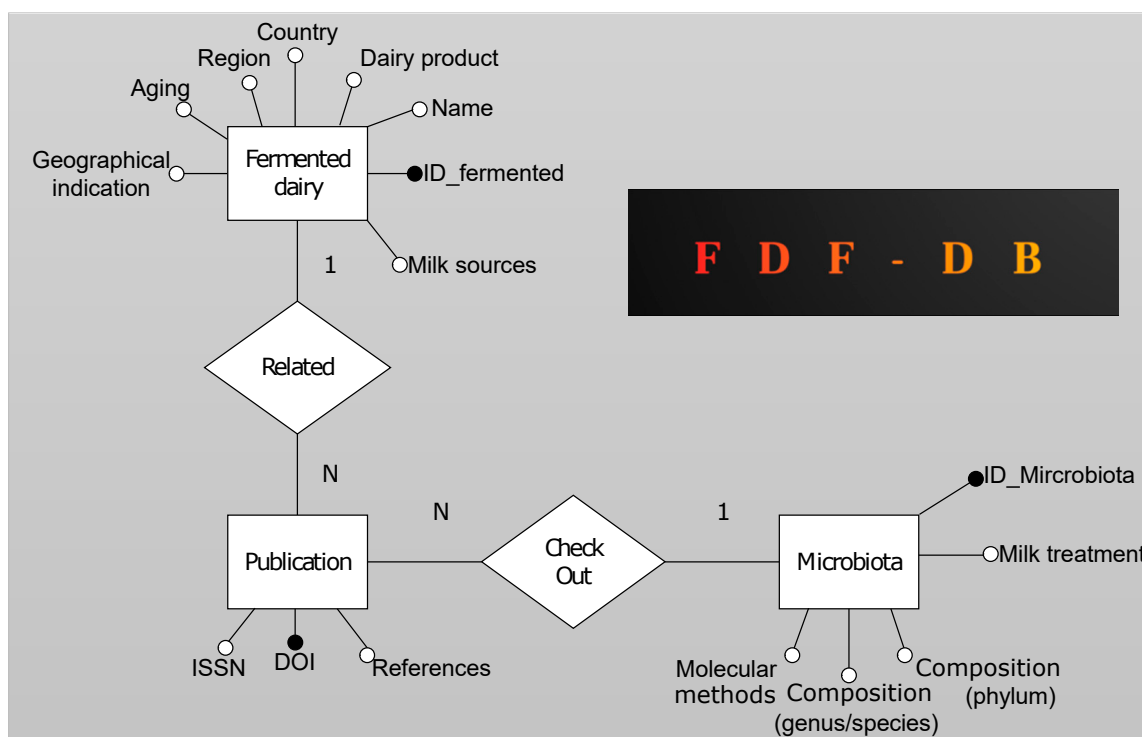 Country
Region
Dairy product
Aging
Name
Geographical
indication
Fermented
dairy
ID_fermented
Milk sources
1
F D F - D B
Related
N
N
1
ID_Mircrobiota
Publication
Check
Out
Microbiota
Milk treatment
ISSN
DOI
References
Molecular
methods
Composition
(genus/species)
Composition
(phylum)